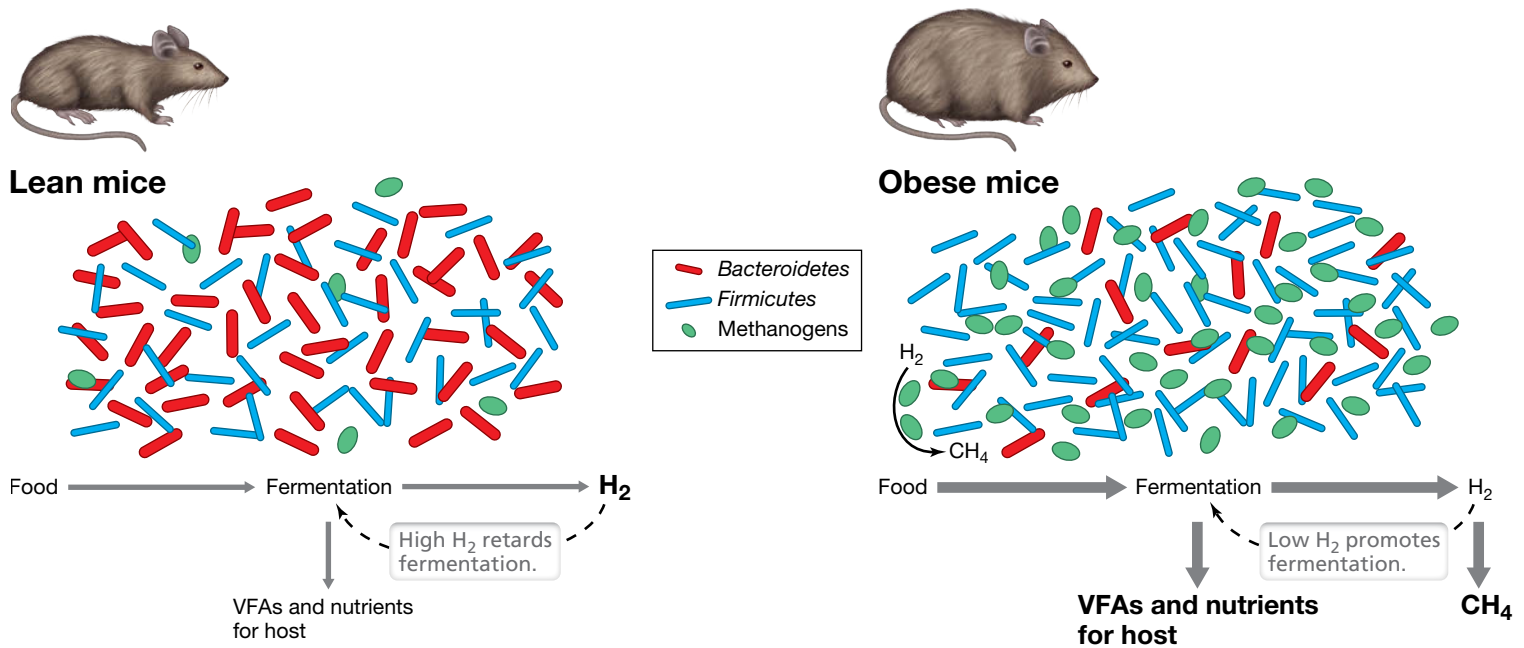 Lean mice
Obese mice
Bacteroidetes
Firmicutes
Methanogens
H₂
CH₄
Food
Fermentation
H₂
High H₂ retards
fermentation.
VFAs and nutrients
for host
Food
Fermentation
H₂
Low H₂ promotes
fermentation.
VFAs and nutrients
for host
CH₄